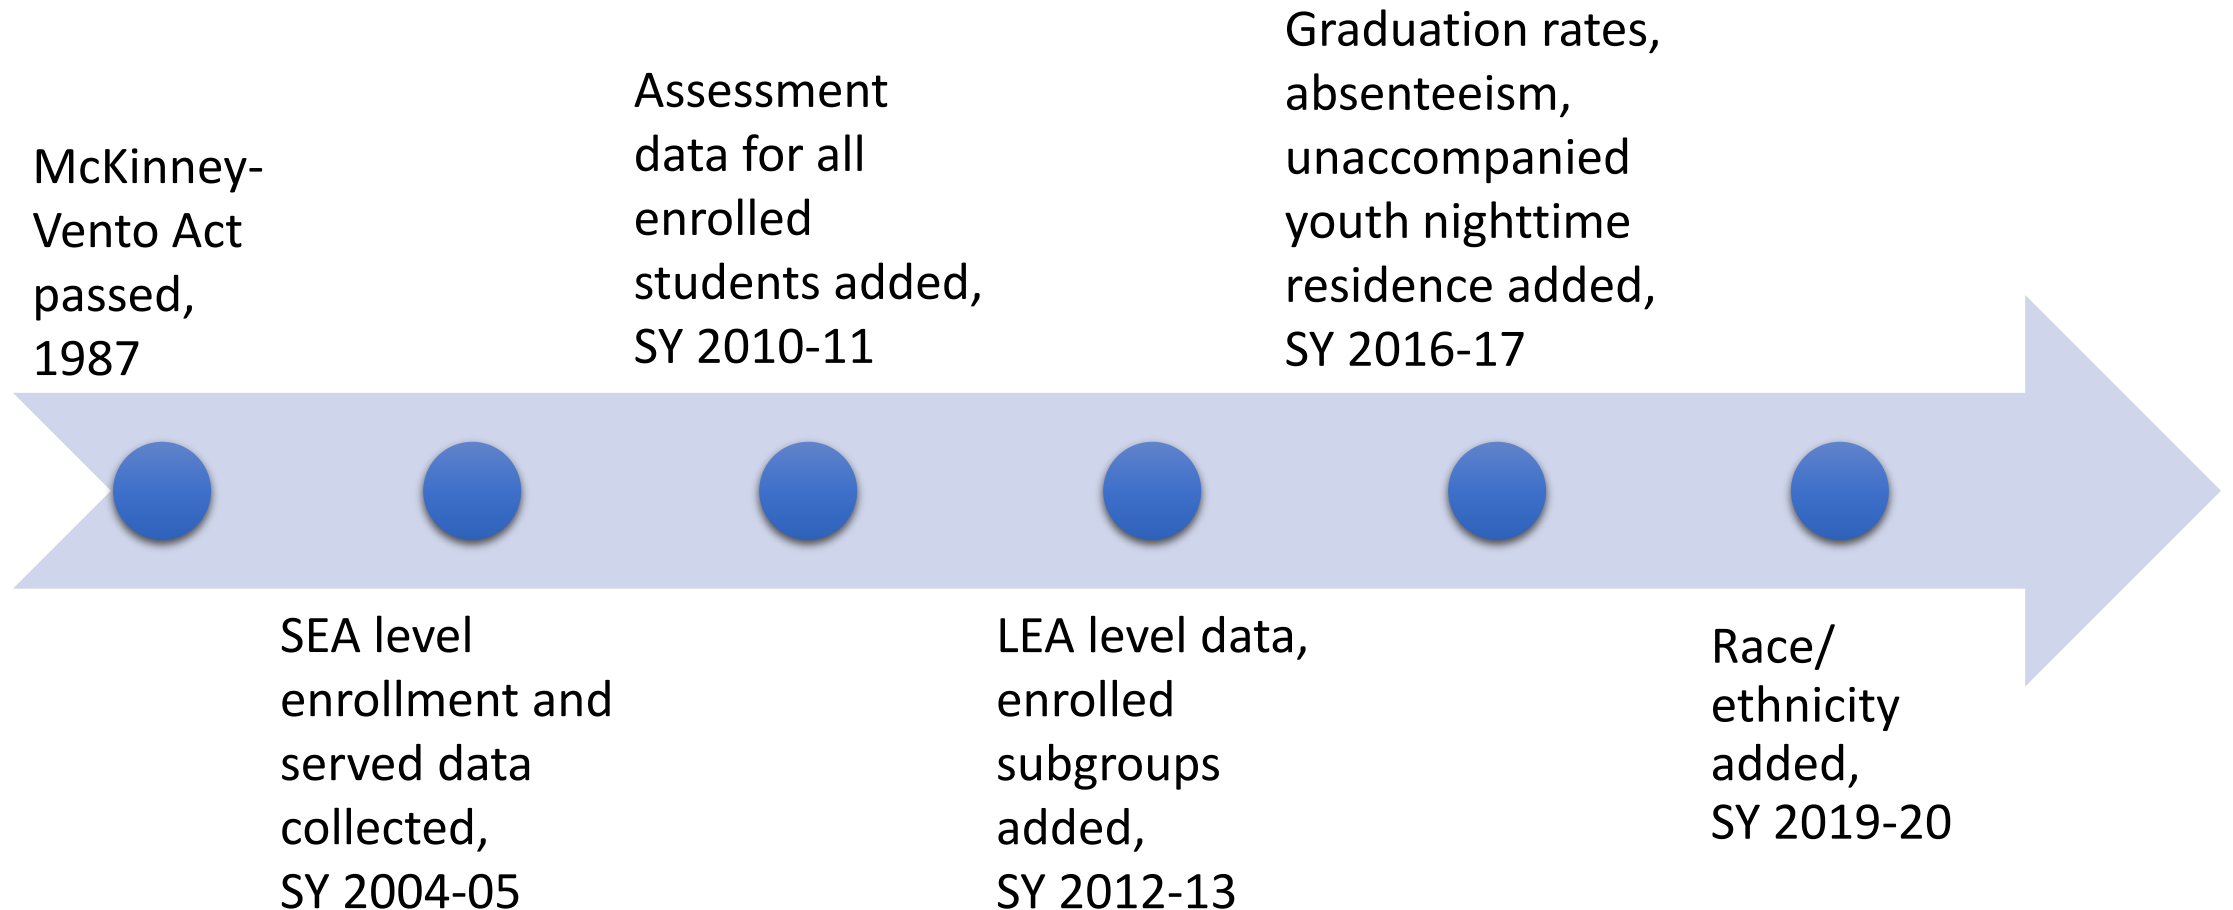 McKinney-
Vento Act
passed,
1987
SEA level
enrollment and
served data
collected,
SY 2004-05
Assessment
data for all
enrolled
students added,
SY 2010-11
LEA level data,
enrolled
subgroups
added,
SY 2012-13
Graduation rates,
absenteeism,
unaccompanied
youth nighttime
residence added,
SY 2016-17
Race/
ethnicity
added,
SY 2019-20